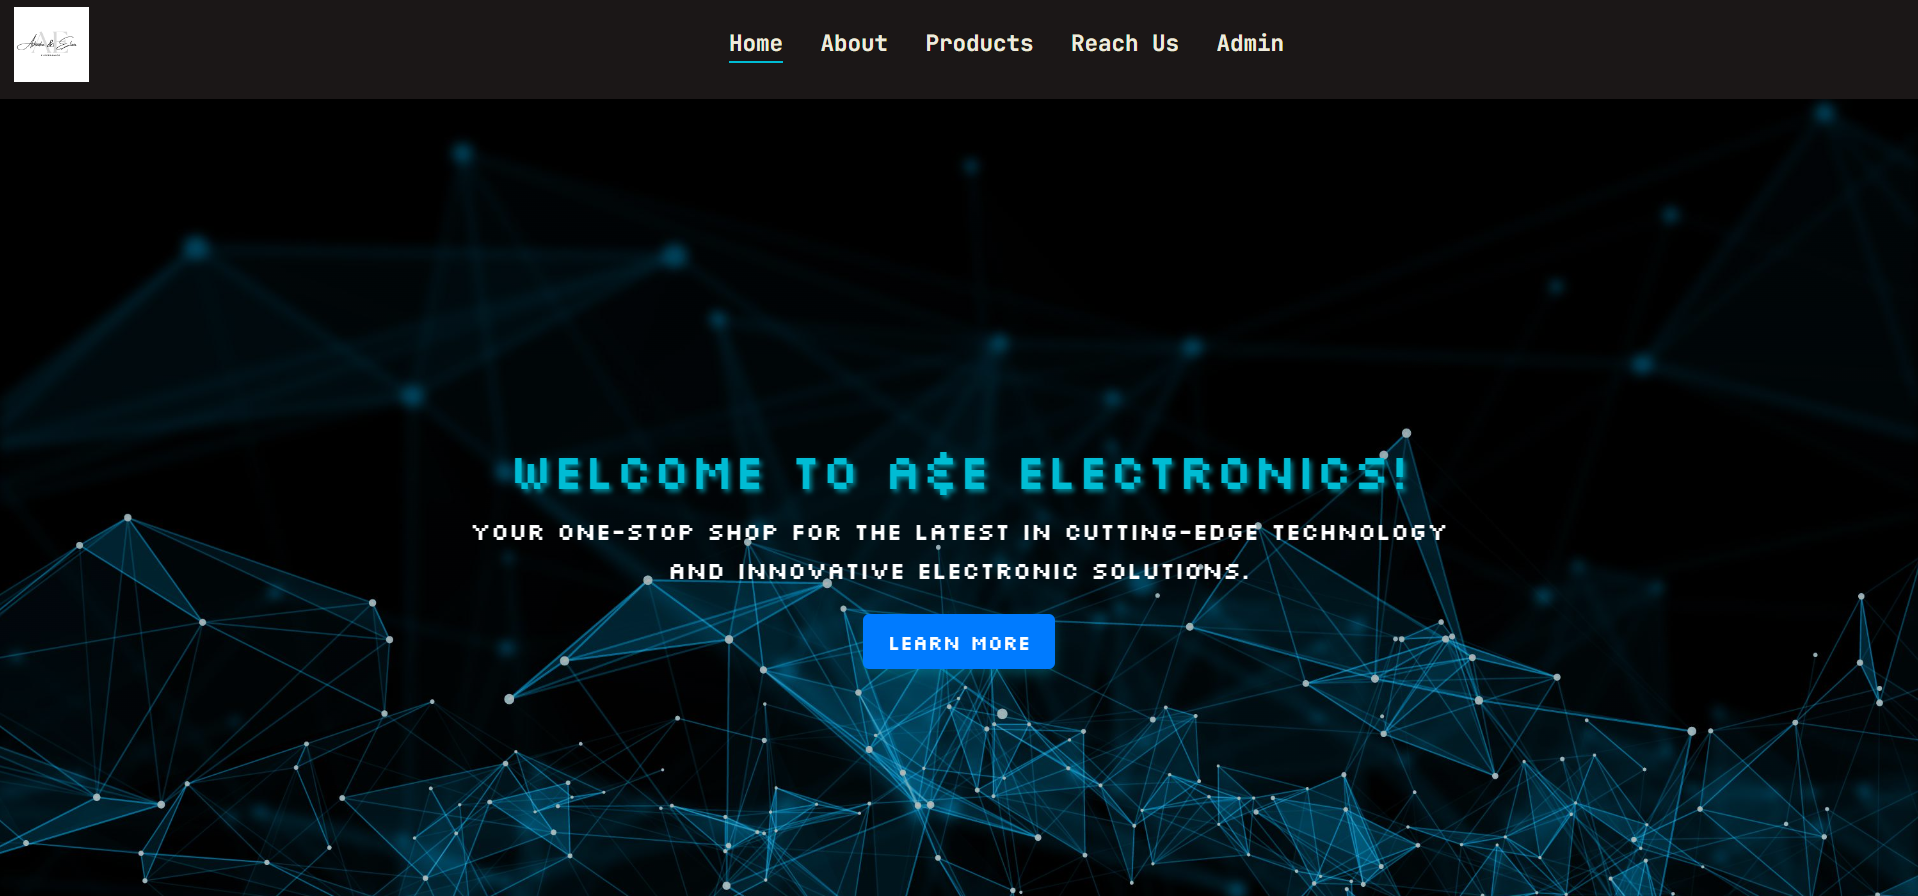 Home About Products Reach Us Admin
WELCOME TO A&E ELECTRONICS!
YOUR ONE-STOP SHOP FOR THE LATEST IN CUTTING-EDGE TECHNOLOGY
AND INNOVATIVE ELECTRONIC SOLUTIONS.
LEARN MORE